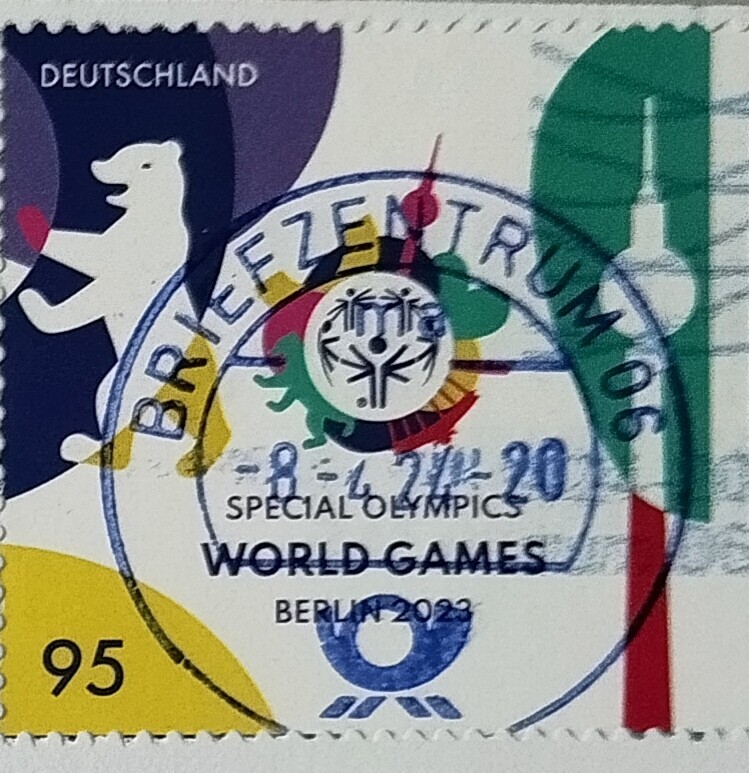 DEUTSCHLAND
BRIEFZENTRUM 06
SPECIAL OLYMPICS
WORLD GAMES
BERLIN 2023
95